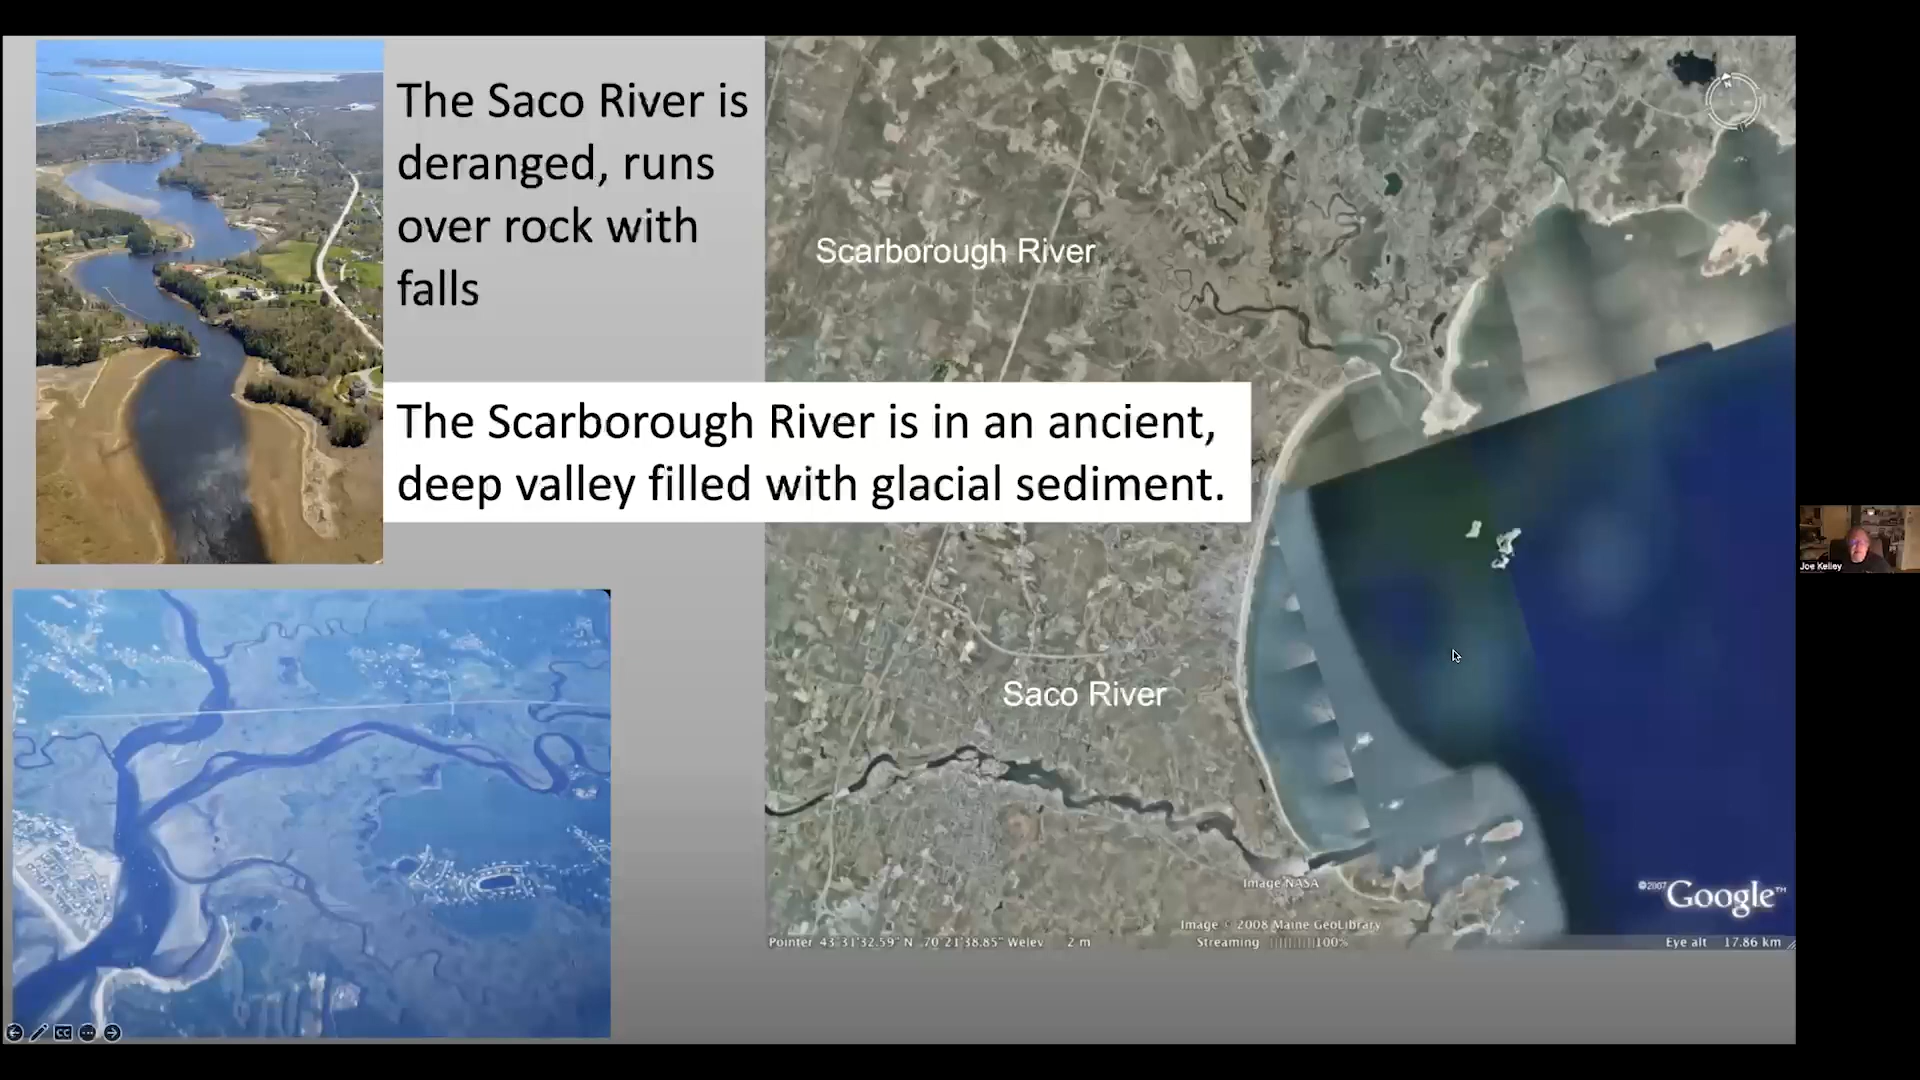 The Saco River is
deranged, runs
over rock with
falls
The Scarborough River is in an ancient,
deep valley filled with glacial sediment.
Scarborough River
Saco River
N
Image NASA
Image © 2008 Maine GeoLibrary
©2007 Google™
Pointer 43°31'32.59" N 70°21'38.85" W elev 2 m
Streaming ||||||||| 100%
Eye alt 17.86 km
Joe Kelley
CC